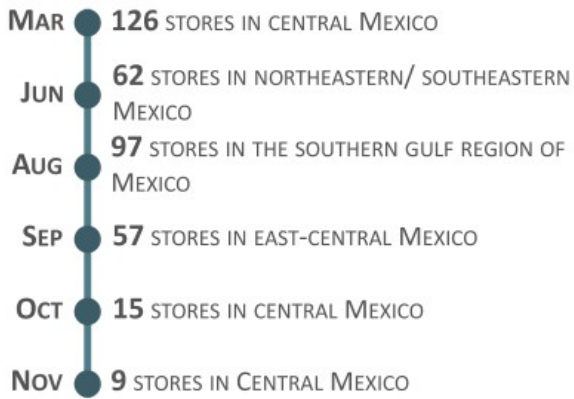 Mar 126 stores in central Mexico
Jun 62 stores in northeastern/ southeastern
Mexico
Aug 97 stores in the southern gulf region of
Mexico
Sep 57 stores in east-central Mexico
Oct 15 stores in central Mexico
Nov 9 stores in Central Mexico